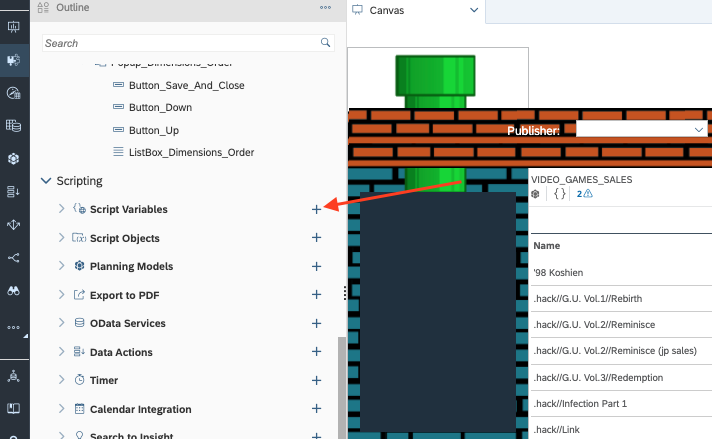 Outline
Canvas
Search
Popup_Dimensions_Order
Button_Save_And_Close
Button_Down
Button_Up
ListBox_Dimensions_Order
Scripting
Script Variables
Script Objects
Planning Models
Export to PDF
OData Services
Data Actions
Timer
Calendar Integration
Search to Insight
Publisher:
VIDEO_GAMES_SALES
2
Name
'98 Koshien
.hack//G.U. Vol.1//Rebirth
.hack//G.U. Vol.2//Reminisce
.hack//G.U. Vol.2//Reminisce (jp sales)
.hack//G.U. Vol.3//Redemption
.hack//Infection Part 1
.hack//Link